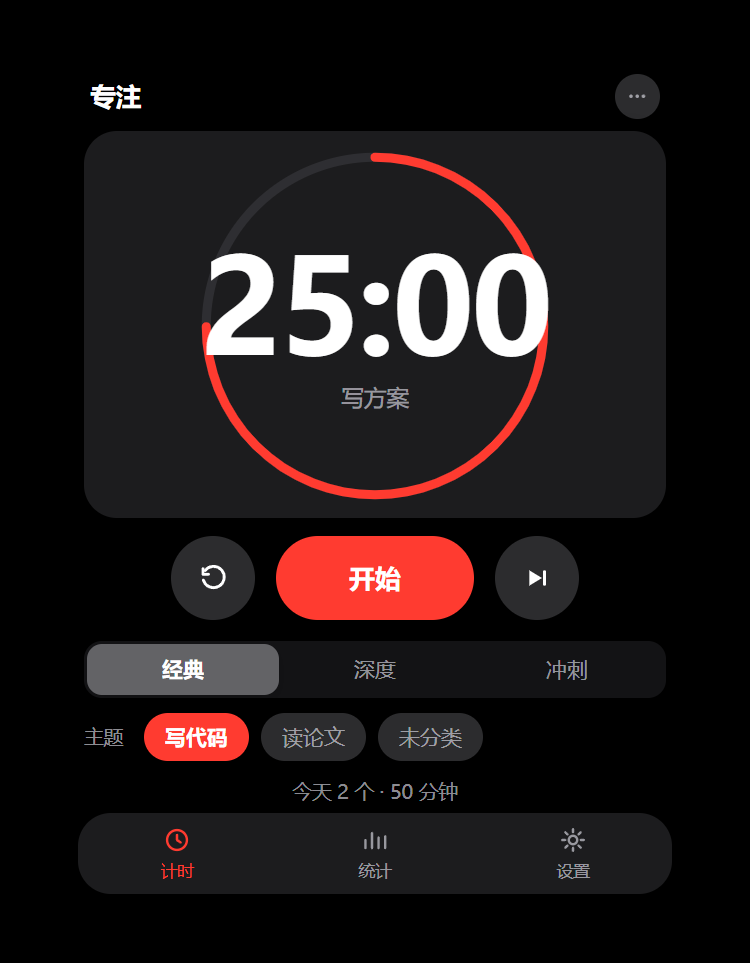 专注
25:00
写方案
开始
经典 深度 冲刺
主题 写代码 读论文 未分类
今天 2 个 · 50 分钟
计时 统计 设置